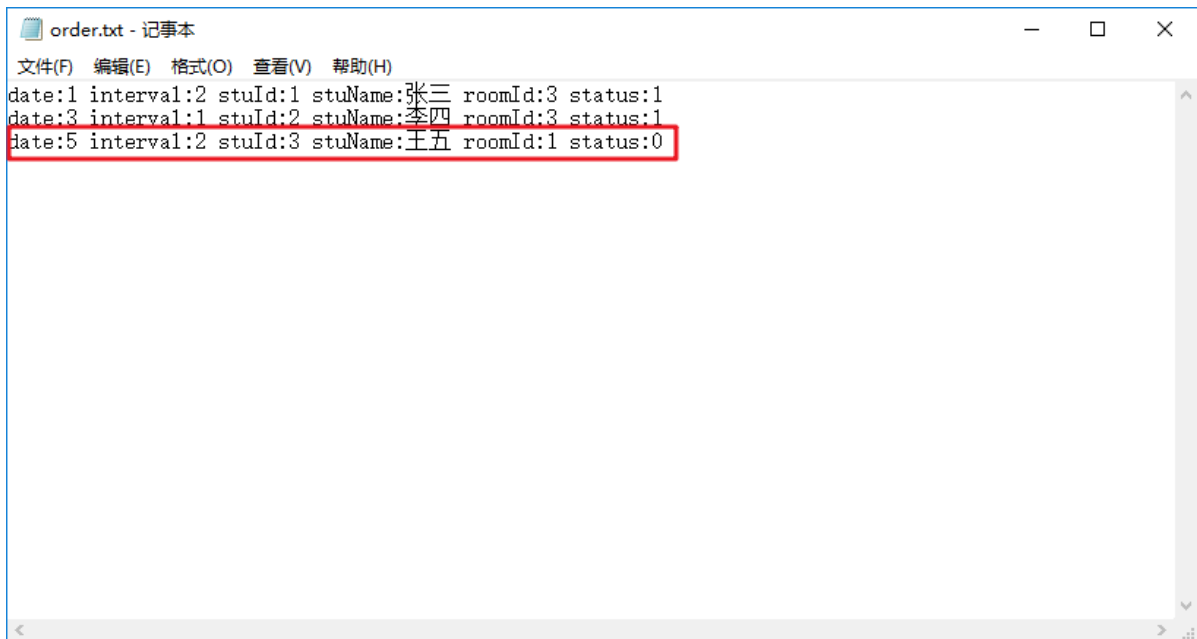 order.txt - 记事本
文件(F) 编辑(E) 格式(O) 查看(V) 帮助(H)
date:1 interval:2 stuId:1 stuName:张三 roomId:3 status:1
date:3 interval:1 stuId:2 stuName:李四 roomId:3 status:1
date:5 interval:2 stuId:3 stuName:王五 roomId:1 status:0